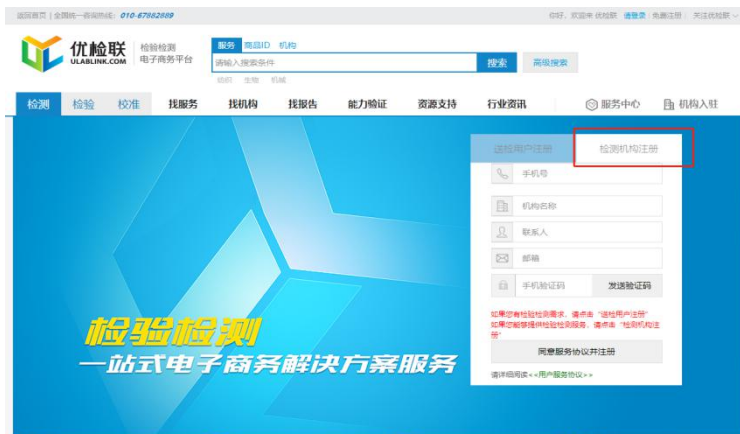 返回首页 | 全国统一咨询热线: 010-67882889
你好, 欢迎来 优检联 请登录 免费注册 关注优检联
优检联
ULABLINK.COM
检验检测
电子商务平台
服务 商品ID 机构
请输入搜索条件
搜索
高级搜索
纺织 生物 机械
检测 检验 校准 找服务 找机构 找报告 能力验证 资源支持 行业资讯 服务中心 机构入驻
送检用户注册 检测机构注册
手机号
机构名称
联系人
邮箱
手机验证码 发送验证码
如果您有检验检测需求, 请点击 "送检用户注册"
如果您能够提供检验检测服务, 请点击 "检测机构注
册"
同意服务协议并注册
请详细阅读<<用户服务协议>>
检验检测
一站式电子商务解决方案服务